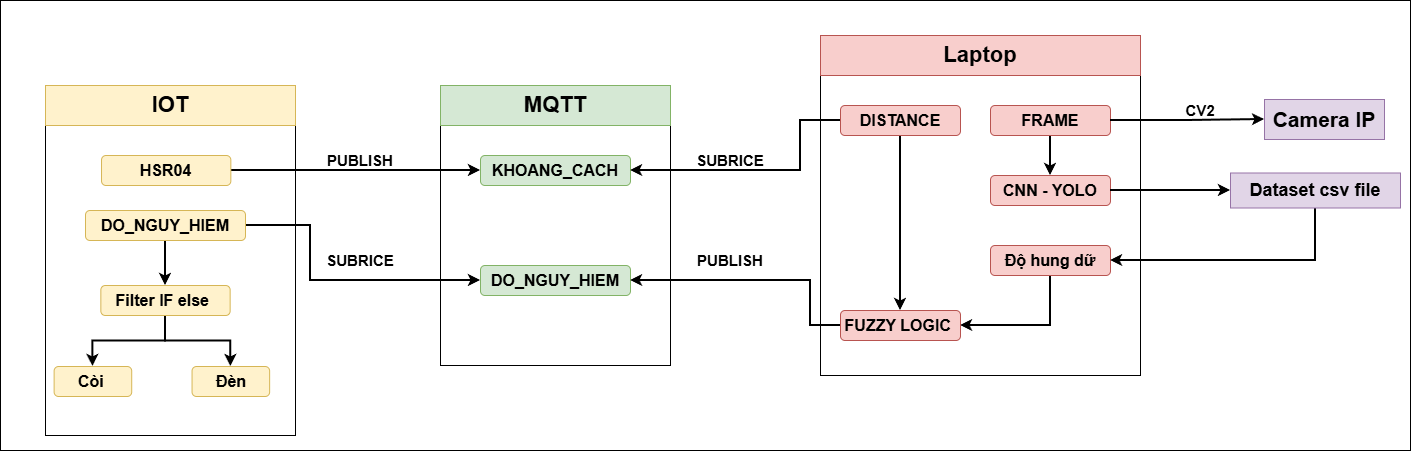 IOT
HSR04
DO_NGUY_HIEM
Filter IF else
Còi
Đèn
PUBLISH
SUBRICE
MQTT
KHOANG_CACH
DO_NGUY_HIEM
SUBRICE
PUBLISH
Laptop
DISTANCE
FRAME
CNN - YOLO
Độ hung dữ
FUZZY LOGIC
CV2
Camera IP
Dataset csv file